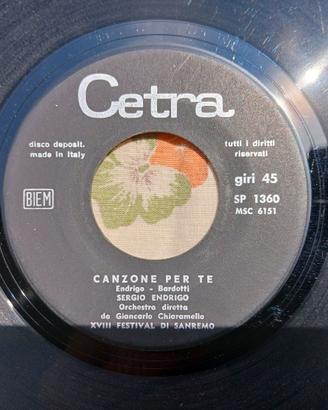 Cetra
disco deposit.
made in Italy
tutti i diritti
riservati
BIEM
giri 45
SP 1360
MSC 6151
CANZONE PER TE
Endrigo - Bardotti
SERGIO ENDRIGO
Orchestra diretta
da Giancarlo Chiaramello
XVIII FESTIVAL DI SANREMO